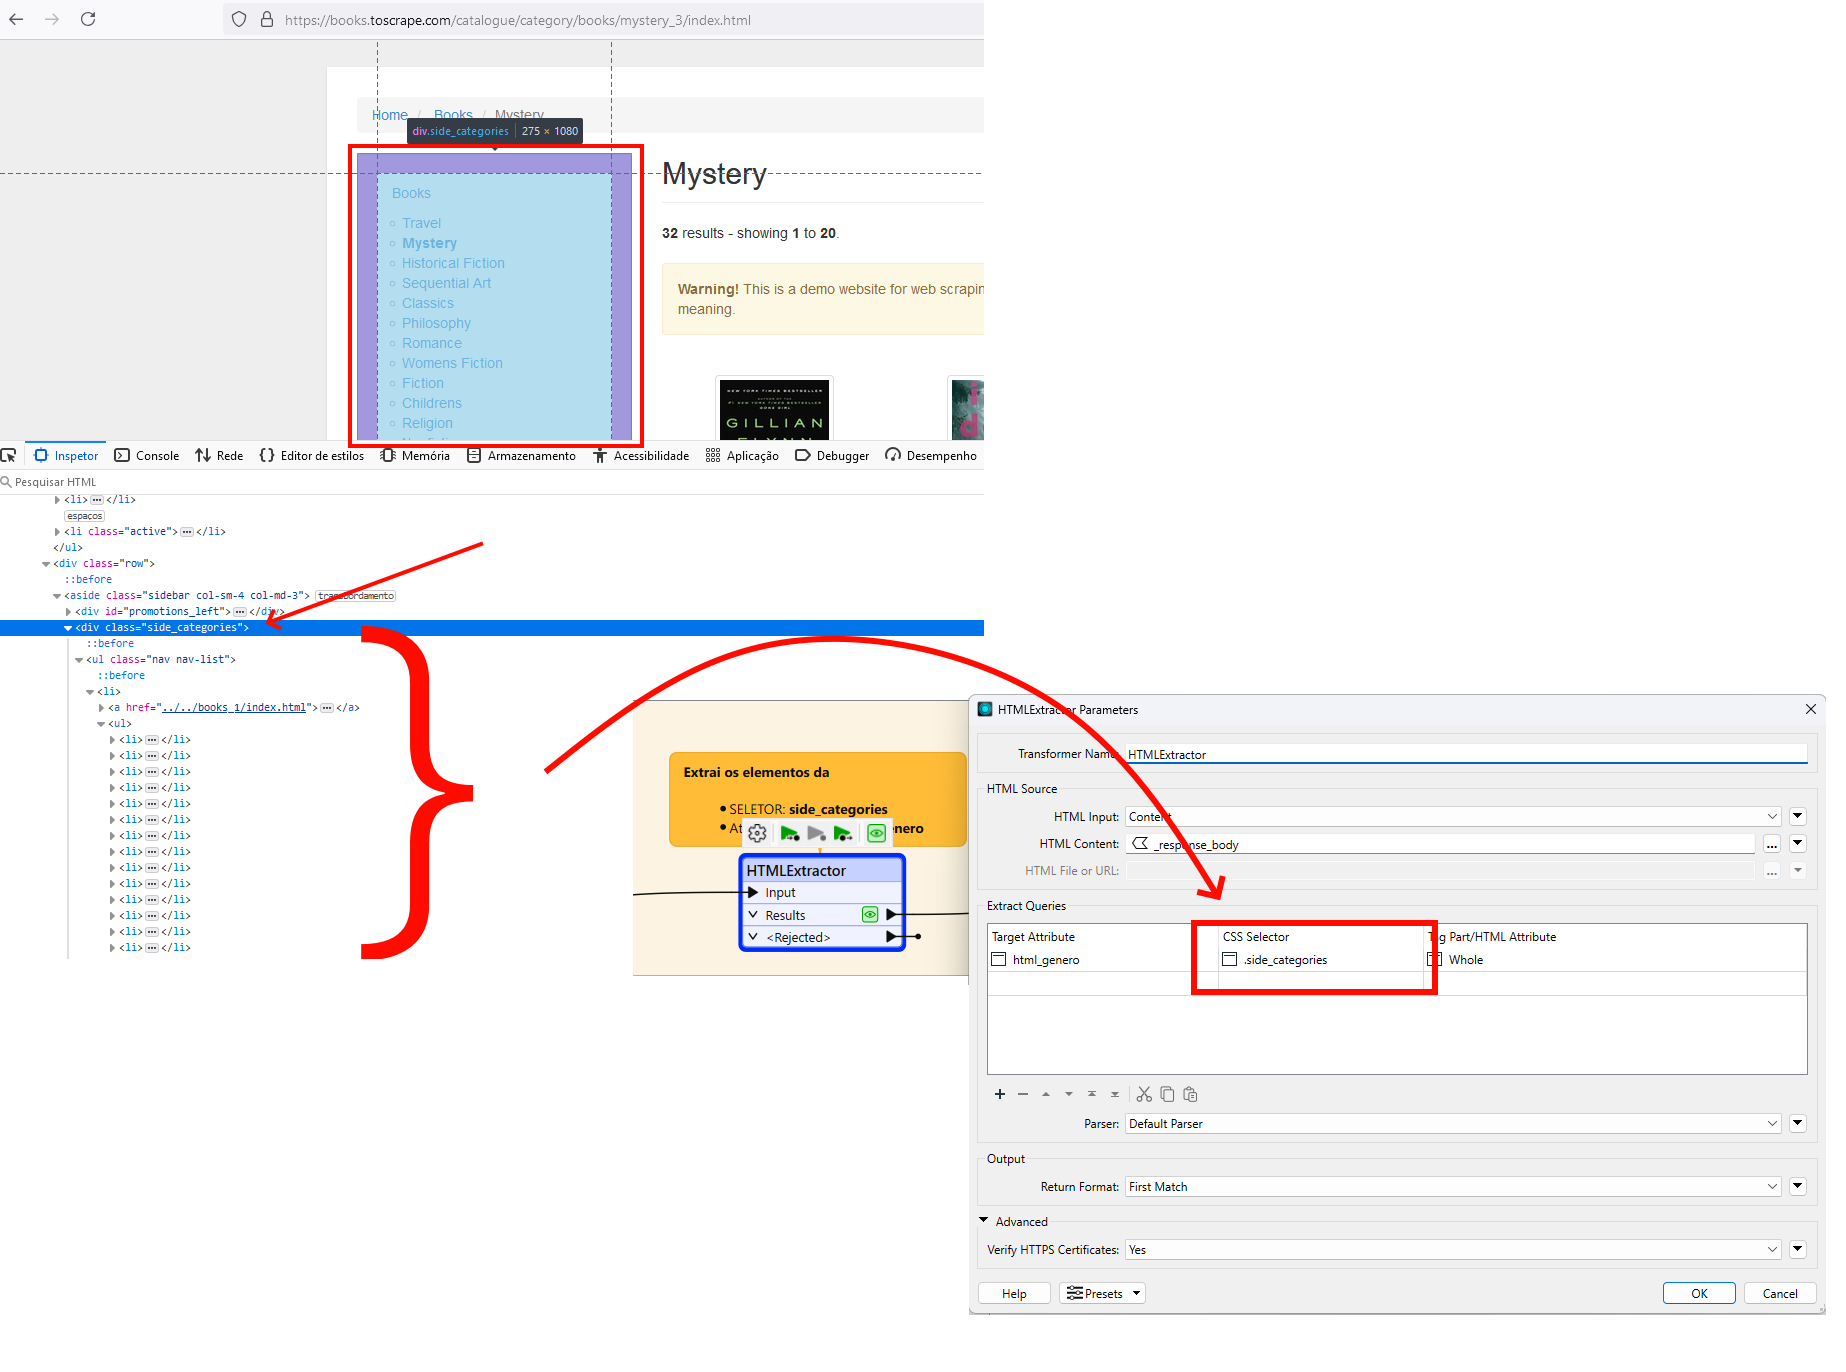 https://books.toscrape.com/catalogue/category/books/mystery_3/index.html
Home / Books / Mystery
div.side_categories 275 × 1080
Books
Travel
Mystery
Historical Fiction
Sequential Art
Classics
Philosophy
Romance
Womens Fiction
Fiction
Childrens
Religion
Mystery
32 results - showing 1 to 20.
Warning! This is a demo website for web scrapin
meaning.
NEW YORK TIMES BESTSELLER
GILLIAN
FLYNN
Inspetor Console Rede Editor de estilos Memória Armazenamento Acessibilidade Aplicação Debugger Desempenho
Pesquisar HTML
<li> ... </li>
espaços
<li class="active"> ... </li>
</ul>
<div class="row">
::before
<aside class="sidebar col-sm-4 col-md-3"> transbordamento
<div id="promotions_left"> ... </div>
<div class="side_categories">
::before
<ul class="nav nav-list">
::before
<li>
<a href="../../books_1/index.html"> ... </a>
<ul>
<li> ... </li>
<li> ... </li>
<li> ... </li>
<li> ... </li>
<li> ... </li>
<li> ... </li>
<li> ... </li>
<li> ... </li>
<li> ... </li>
<li> ... </li>
<li> ... </li>
<li> ... </li>
<li> ... </li>
<li> ... </li>
Extrai os elementos da
SELETOR: side_categories
At enero
HTMLExtractor
Input
Results
<Rejected>
HTMLExtractor Parameters
Transformer Name: HTMLExtractor
HTML Source
HTML Input: Content
HTML Content: _response_body
...
HTML File or URL:
...
Extract Queries
Target Attribute CSS Selector Tag Part/HTML Attribute
html_genero .side_categories Whole
Parser: Default Parser
Output
Return Format: First Match
Advanced
Verify HTTPS Certificates: Yes
Help Presets OK Cancel